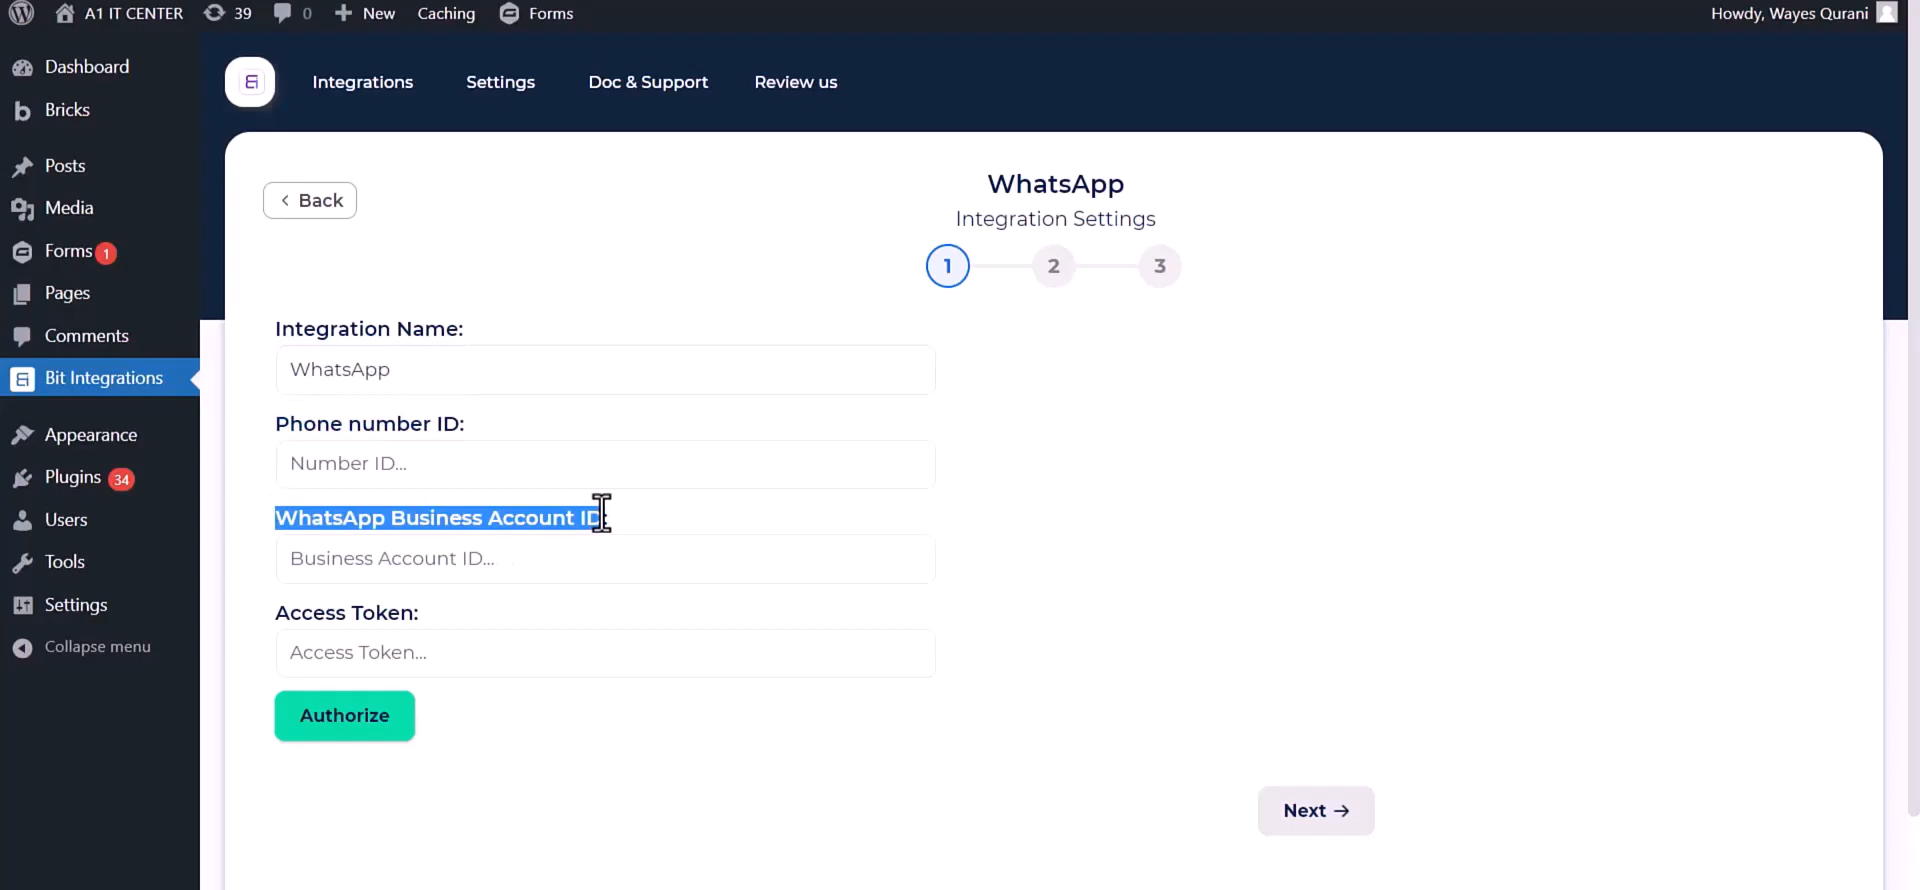 A1 IT CENTER 39 0 New Caching Forms Howdy, Wayes Qurani
Dashboard
Bricks
Posts
Media
Forms 1
Pages
Comments
Bit Integrations
Appearance
Plugins 34
Users
Tools
Settings
Collapse menu
Integrations Settings Doc & Support Review us
Back
WhatsApp
Integration Settings
1 2 3
Integration Name:
WhatsApp
Phone number ID:
Number ID...
WhatsApp Business Account ID:
Business Account ID...
Access Token:
Access Token...
Authorize
Next →